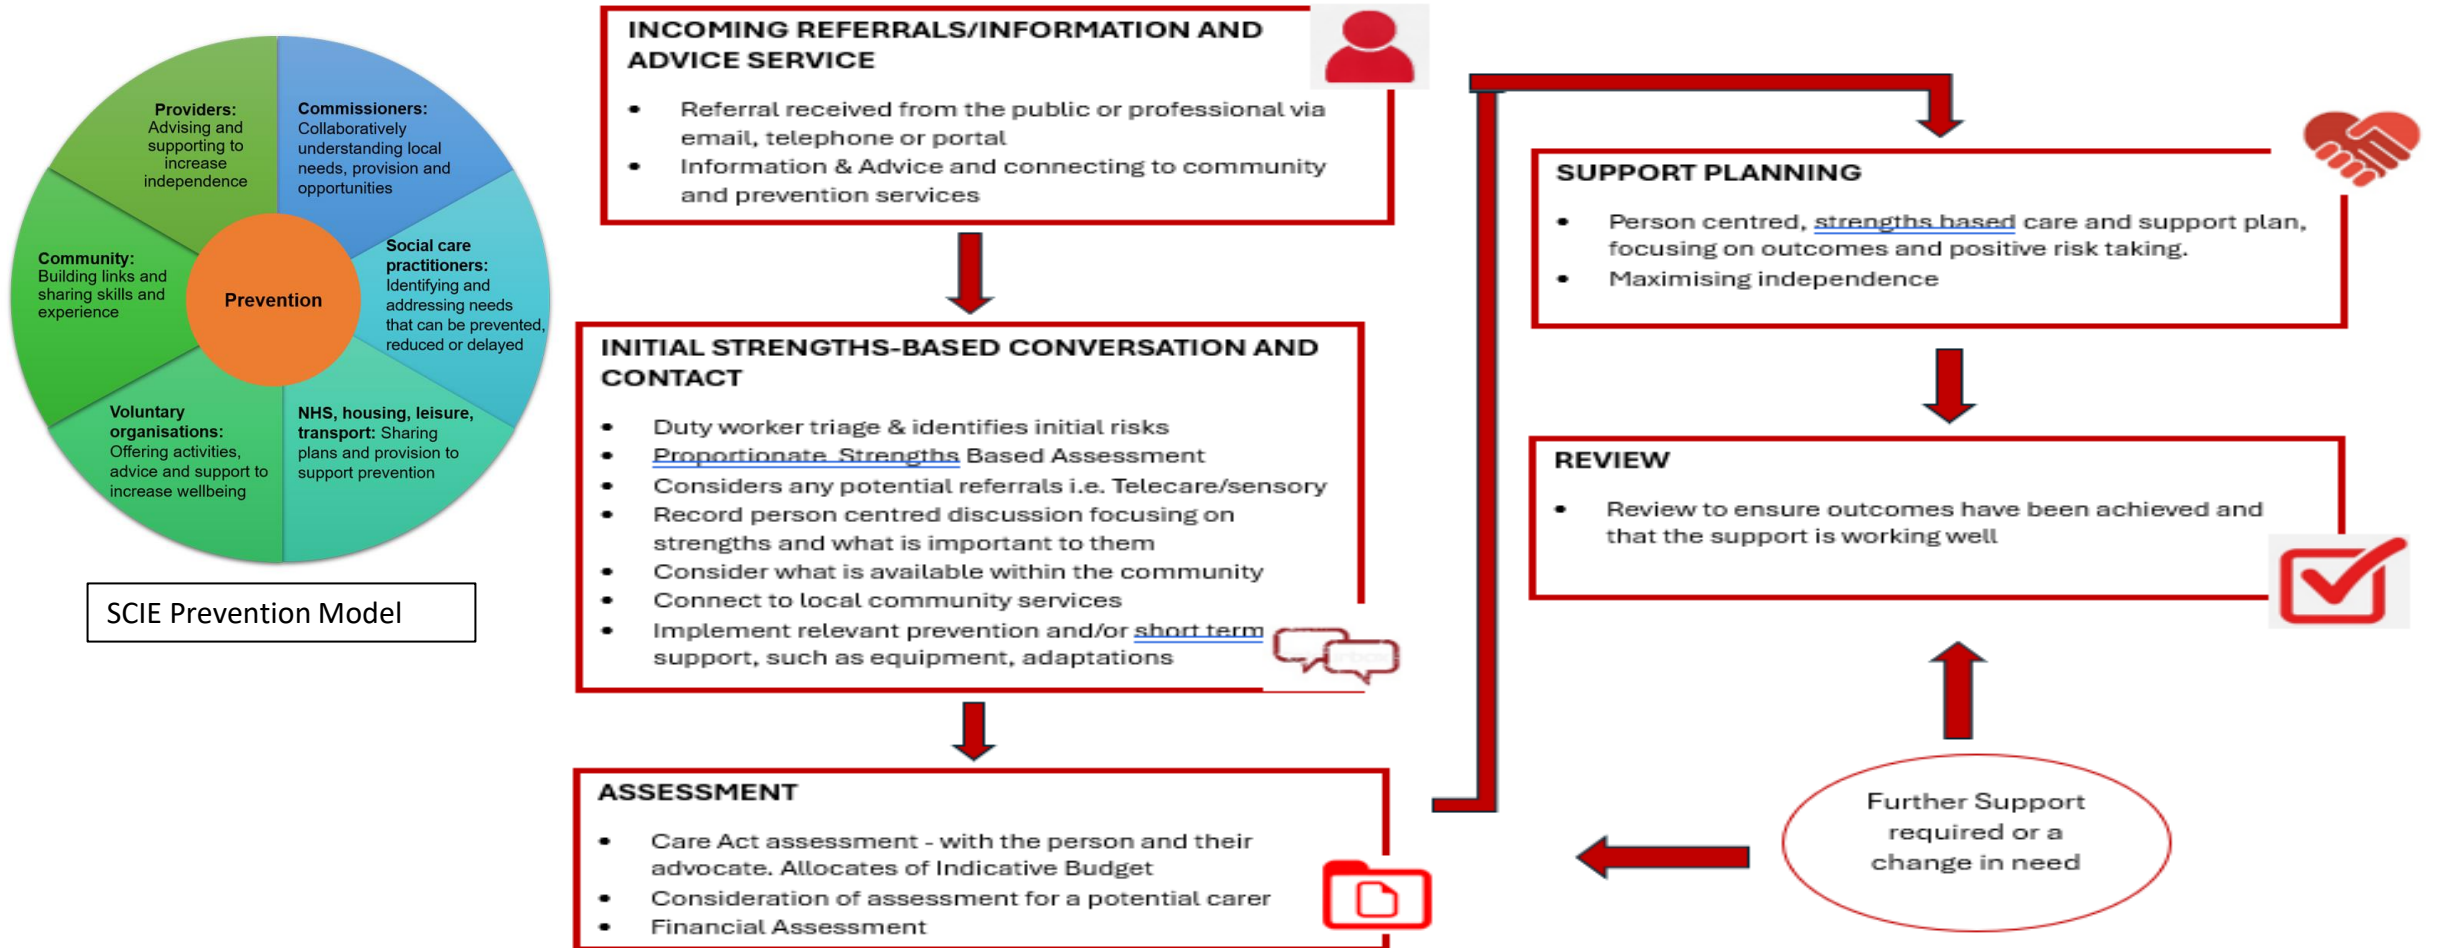 Providers:
Advising and
supporting to
increase
independence
Commissioners:
Collaboratively
understanding local
needs, provision and
opportunities
Social care
practitioners:
Identifying and
addressing needs
that can be prevented,
reduced or delayed
NHS, housing, leisure,
transport: Sharing
plans and provision to
support prevention
Voluntary
organisations:
Offering activities,
advice and support to
increase wellbeing
Community:
Building links and
sharing skills and
experience
Prevention
SCIE Prevention Model
INCOMING REFERRALS/INFORMATION AND
ADVICE SERVICE
• Referral received from the public or professional via
email, telephone or portal
• Information & Advice and connecting to community
and prevention services
INITIAL STRENGTHS-BASED CONVERSATION AND
CONTACT
• Duty worker triage & identifies initial risks
• Proportionate Strengths Based Assessment
• Considers any potential referrals i.e. Telecare/sensory
• Record person centred discussion focusing on
strengths and what is important to them
• Consider what is available within the community
• Connect to local community services
• Implement relevant prevention and/or short term
support, such as equipment, adaptations
ASSESSMENT
• Care Act assessment - with the person and their
advocate. Allocates of Indicative Budget
• Consideration of assessment for a potential carer
• Financial Assessment
SUPPORT PLANNING
• Person centred, strengths based care and support plan,
focusing on outcomes and positive risk taking.
• Maximising independence
REVIEW
• Review to ensure outcomes have been achieved and
that the support is working well
Further Support
required or a
change in need